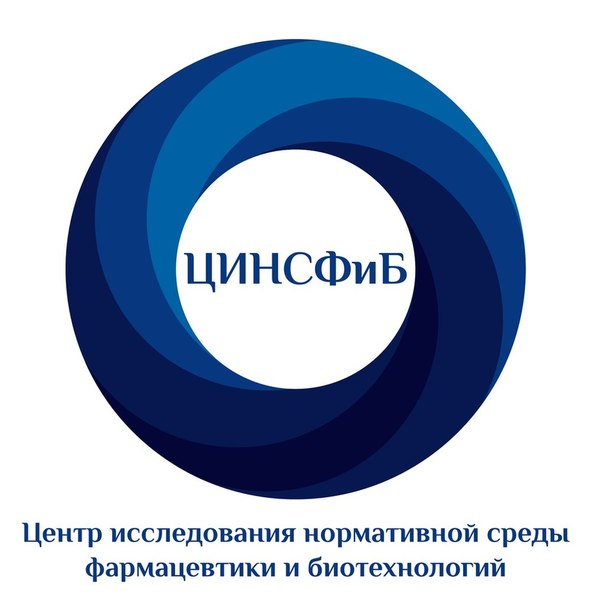 ЦИНСФиБ
Центр исследования нормативной среды
фармацевтики и биотехнологий